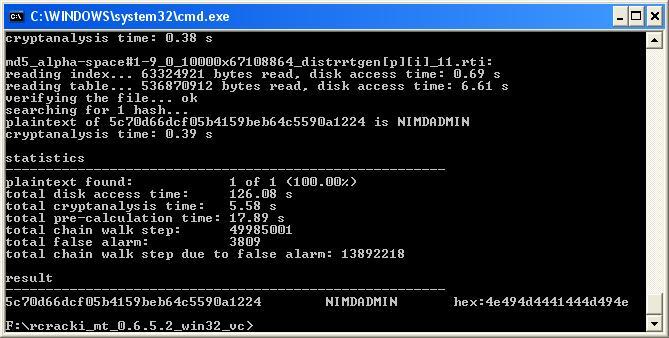 C:\WINDOWS\system32\cmd.exe
cryptanalysis time: 0.38 s
md5_alpha-space#1-9_0_10000x67108864_distrrtgen[p][i]_11.rti:
reading index... 63324921 bytes read, disk access time: 0.69 s
reading table... 536870912 bytes read, disk access time: 6.61 s
verifying the file... ok
searching for 1 hash...
plaintext of 5c70d66dcf05b4159beb64c5590a1224 is NIMDADMIN
cryptanalysis time: 0.39 s
statistics
-------------------------------------------------------
plaintext found: 1 of 1 (100.00%)
total disk access time: 126.08 s
total cryptanalysis time: 5.58 s
total pre-calculation time: 17.89 s
total chain walk step: 49985001
total false alarm: 3809
total chain walk step due to false alarm: 13892218
result
-------------------------------------------------------
5c70d66dcf05b4159beb64c5590a1224 NIMDADMIN hex:4e494d4441444d494e
F:\rcracki_mt_0.6.5.2_win32_vc>